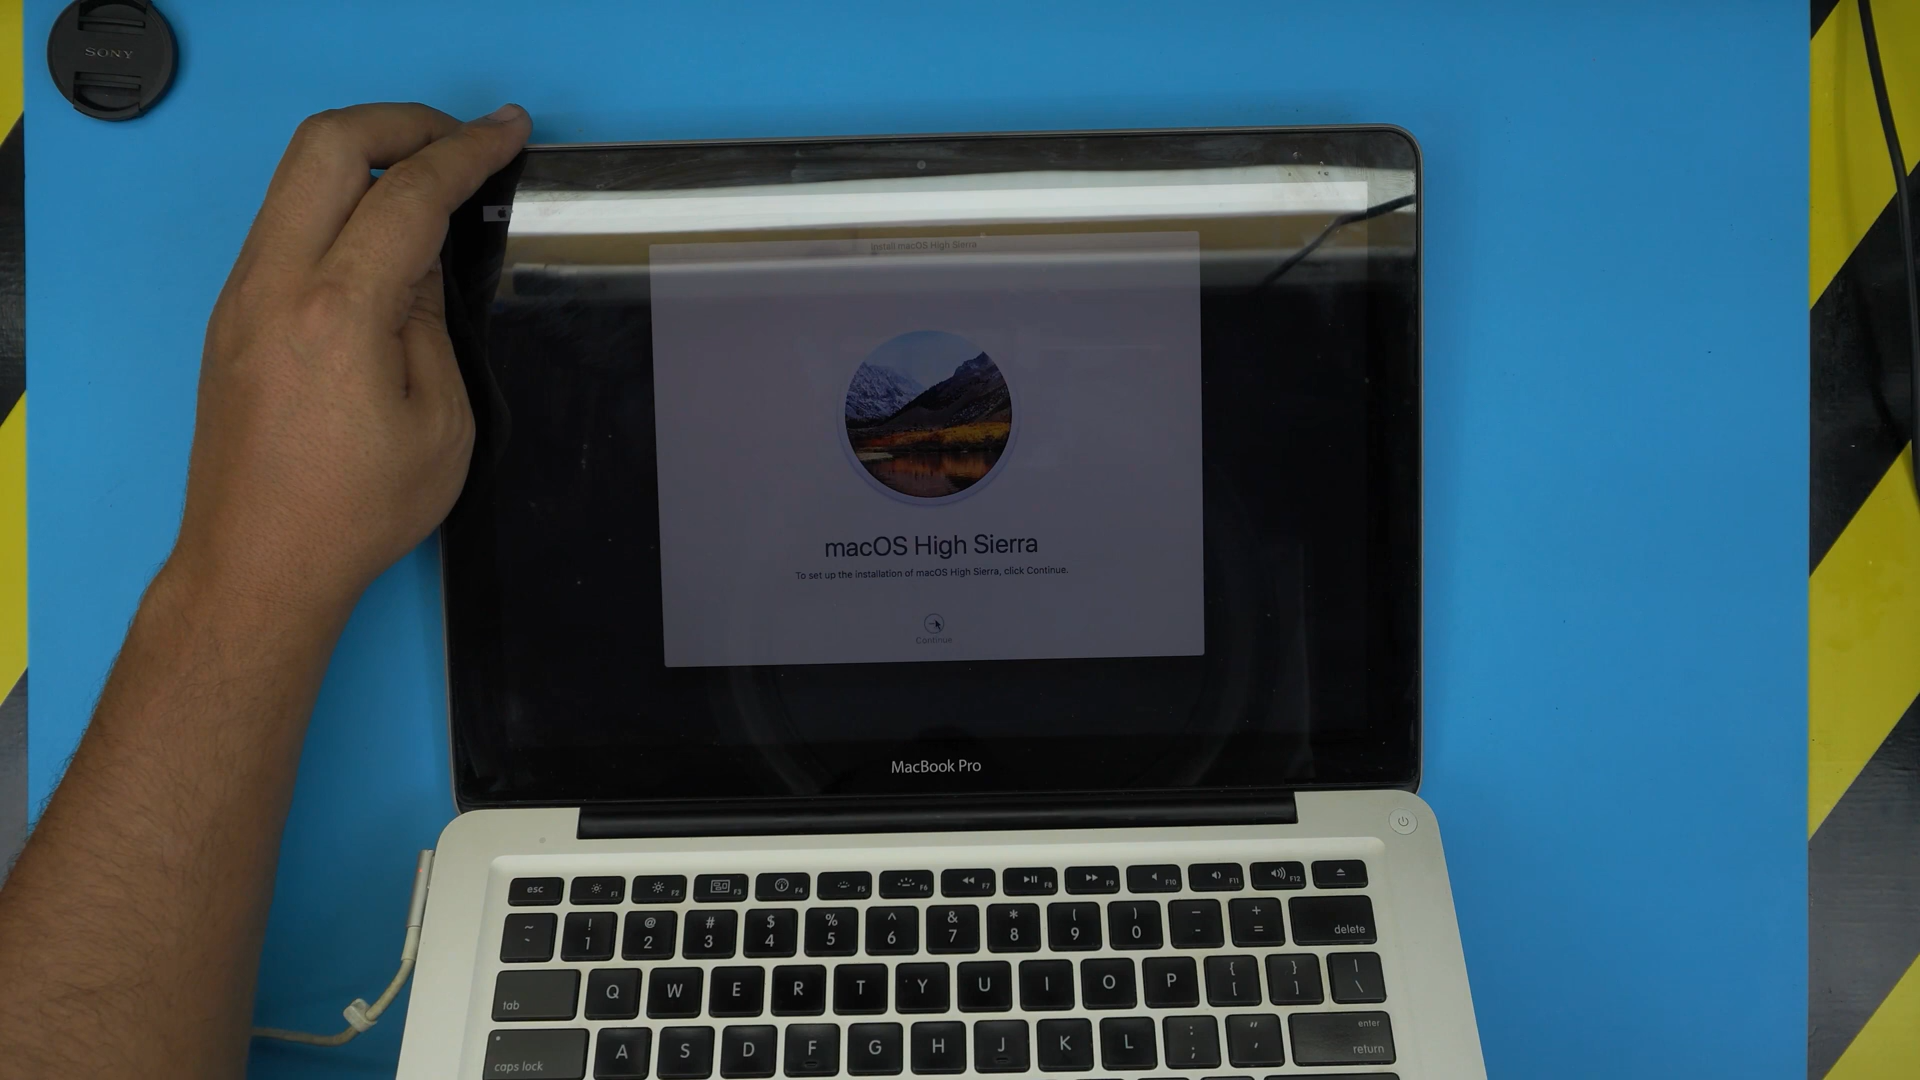 SONY
Install macOS High Sierra
macOS High Sierra
To set up the installation of macOS High Sierra, click Continue.
Continue
MacBook Pro
esc F1 F2 F3 F4 F5 F6 F7 F8 F9 F10 F11 F12
~ ! @ # $ % ^ & * ( ) - +
` 1 2 3 4 5 6 7 8 9 0 - = delete
{ } |
tab Q W E R T Y U I O P [ ] \
: " enter
caps lock A S D F G H J K L ; ' return